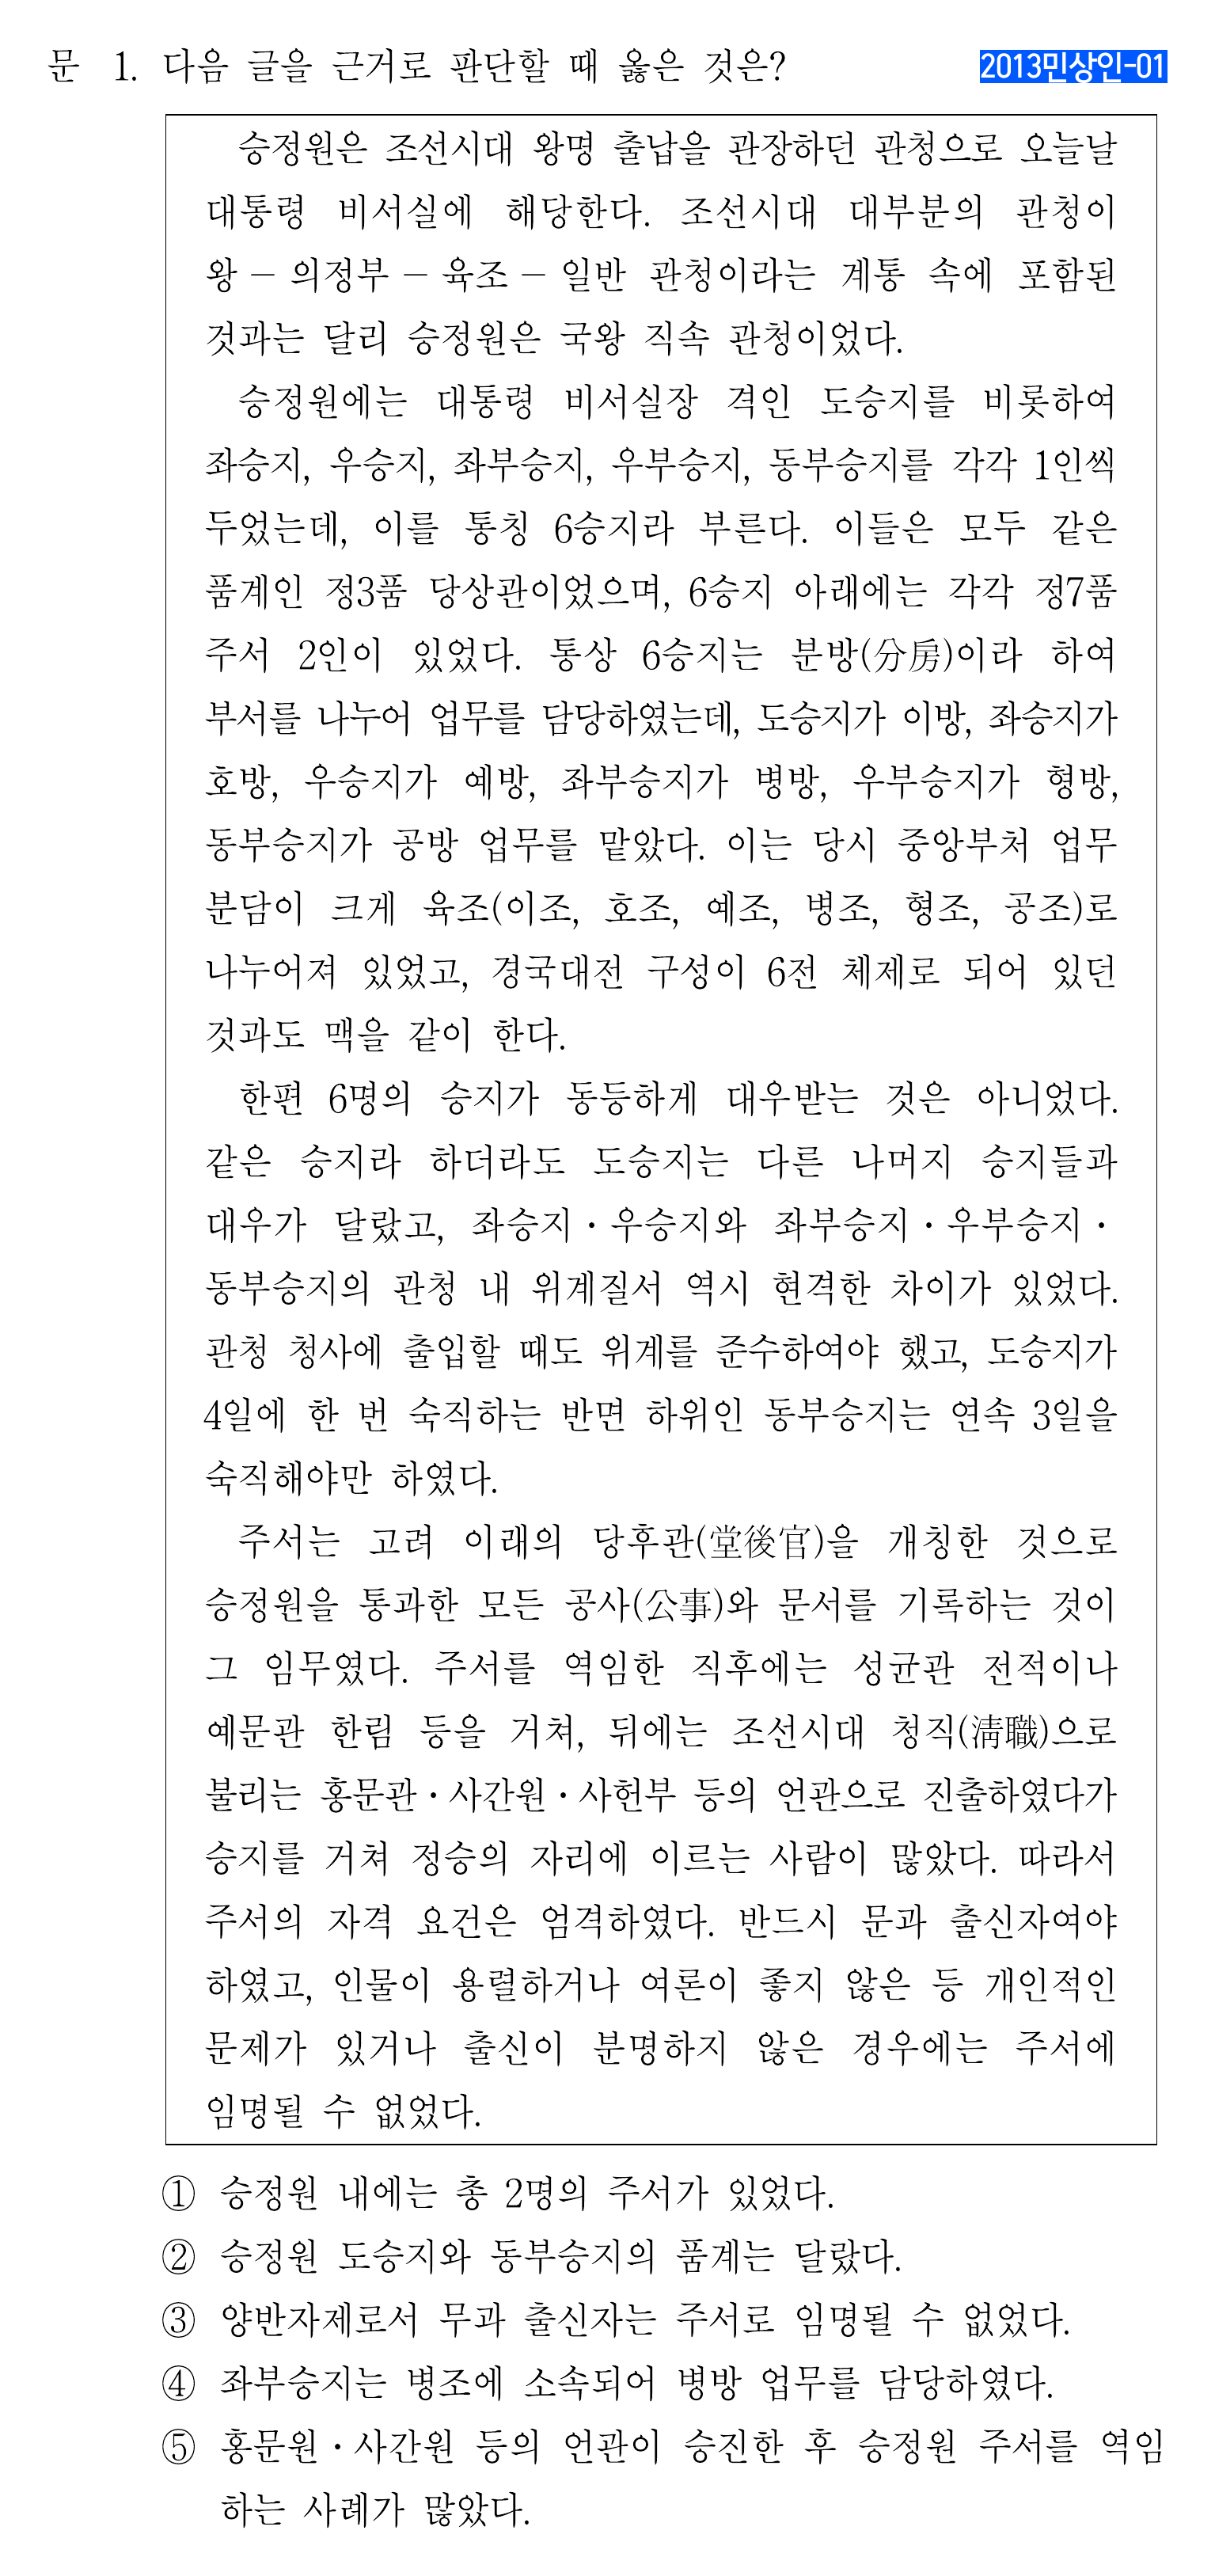 문 1. 다음 글을 근거로 판단할 때 옳은 것은?
2013민상인-01
승정원은 조선시대 왕명 출납을 관장하던 관청으로 오늘날
대통령 비서실에 해당한다. 조선시대 대부분의 관청이
왕 – 의정부 – 육조 – 일반 관청이라는 계통 속에 포함된
것과는 달리 승정원은 국왕 직속 관청이었다.
승정원에는 대통령 비서실장 격인 도승지를 비롯하여
좌승지, 우승지, 좌부승지, 우부승지, 동부승지를 각각 1인씩
두었는데, 이를 통칭 6승지라 부른다. 이들은 모두 같은
품계인 정3품 당상관이었으며, 6승지 아래에는 각각 정7품
주서 2인이 있었다. 통상 6승지는 분방(分房)이라 하여
부서를 나누어 업무를 담당하였는데, 도승지가 이방, 좌승지가
호방, 우승지가 예방, 좌부승지가 병방, 우부승지가 형방,
동부승지가 공방 업무를 맡았다. 이는 당시 중앙부처 업무
분담이 크게 육조(이조, 호조, 예조, 병조, 형조, 공조)로
나누어져 있었고, 경국대전 구성이 6전 체제로 되어 있던
것과도 맥을 같이 한다.
한편 6명의 승지가 동등하게 대우받는 것은 아니었다.
같은 승지라 하더라도 도승지는 다른 나머지 승지들과
대우가 달랐고, 좌승지・우승지와 좌부승지・우부승지・
동부승지의 관청 내 위계질서 역시 현격한 차이가 있었다.
관청 청사에 출입할 때도 위계를 준수하여야 했고, 도승지가
4일에 한 번 숙직하는 반면 하위인 동부승지는 연속 3일을
숙직해야만 하였다.
주서는 고려 이래의 당후관(堂後官)을 개칭한 것으로
승정원을 통과한 모든 공사(公事)와 문서를 기록하는 것이
그 임무였다. 주서를 역임한 직후에는 성균관 전적이나
예문관 한림 등을 거쳐, 뒤에는 조선시대 청직(淸職)으로
불리는 홍문관・사간원・사헌부 등의 언관으로 진출하였다가
승지를 거쳐 정승의 자리에 이르는 사람이 많았다. 따라서
주서의 자격 요건은 엄격하였다. 반드시 문과 출신자여야
하였고, 인물이 용렬하거나 여론이 좋지 않은 등 개인적인
문제가 있거나 출신이 분명하지 않은 경우에는 주서에
임명될 수 없었다.
① 승정원 내에는 총 2명의 주서가 있었다.
② 승정원 도승지와 동부승지의 품계는 달랐다.
③ 양반자제로서 무과 출신자는 주서로 임명될 수 없었다.
④ 좌부승지는 병조에 소속되어 병방 업무를 담당하였다.
⑤ 홍문원・사간원 등의 언관이 승진한 후 승정원 주서를 역임
하는 사례가 많았다.